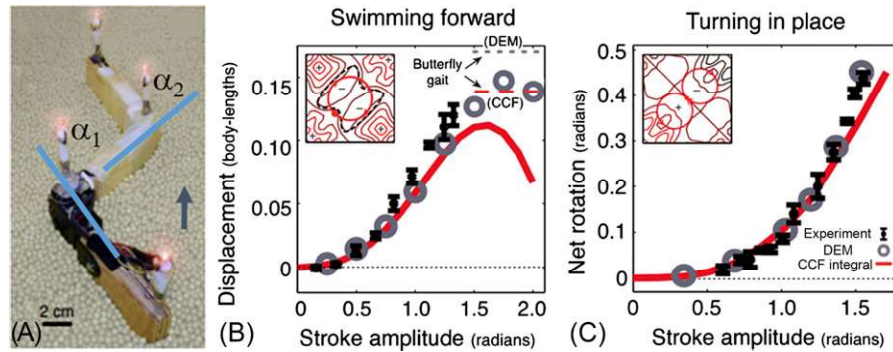 α₂
α₁
2 cm
(A)
Swimming forward
Displacement (body-lengths)
0.15
0.10
0.05
0
(DEM)
Butterfly
gait
(CCF)
+
-
-
0.0
0.5
1.0
1.5
2.0
(B)
Stroke amplitude (radians)
Turning in place
Net rotation (radians)
0.5
0.4
0.3
0.2
0.1
0
+
-
Experiment
DEM
CCF integral
0.0
0.5
1.0
1.5
(C)
Stroke amplitude (radians)